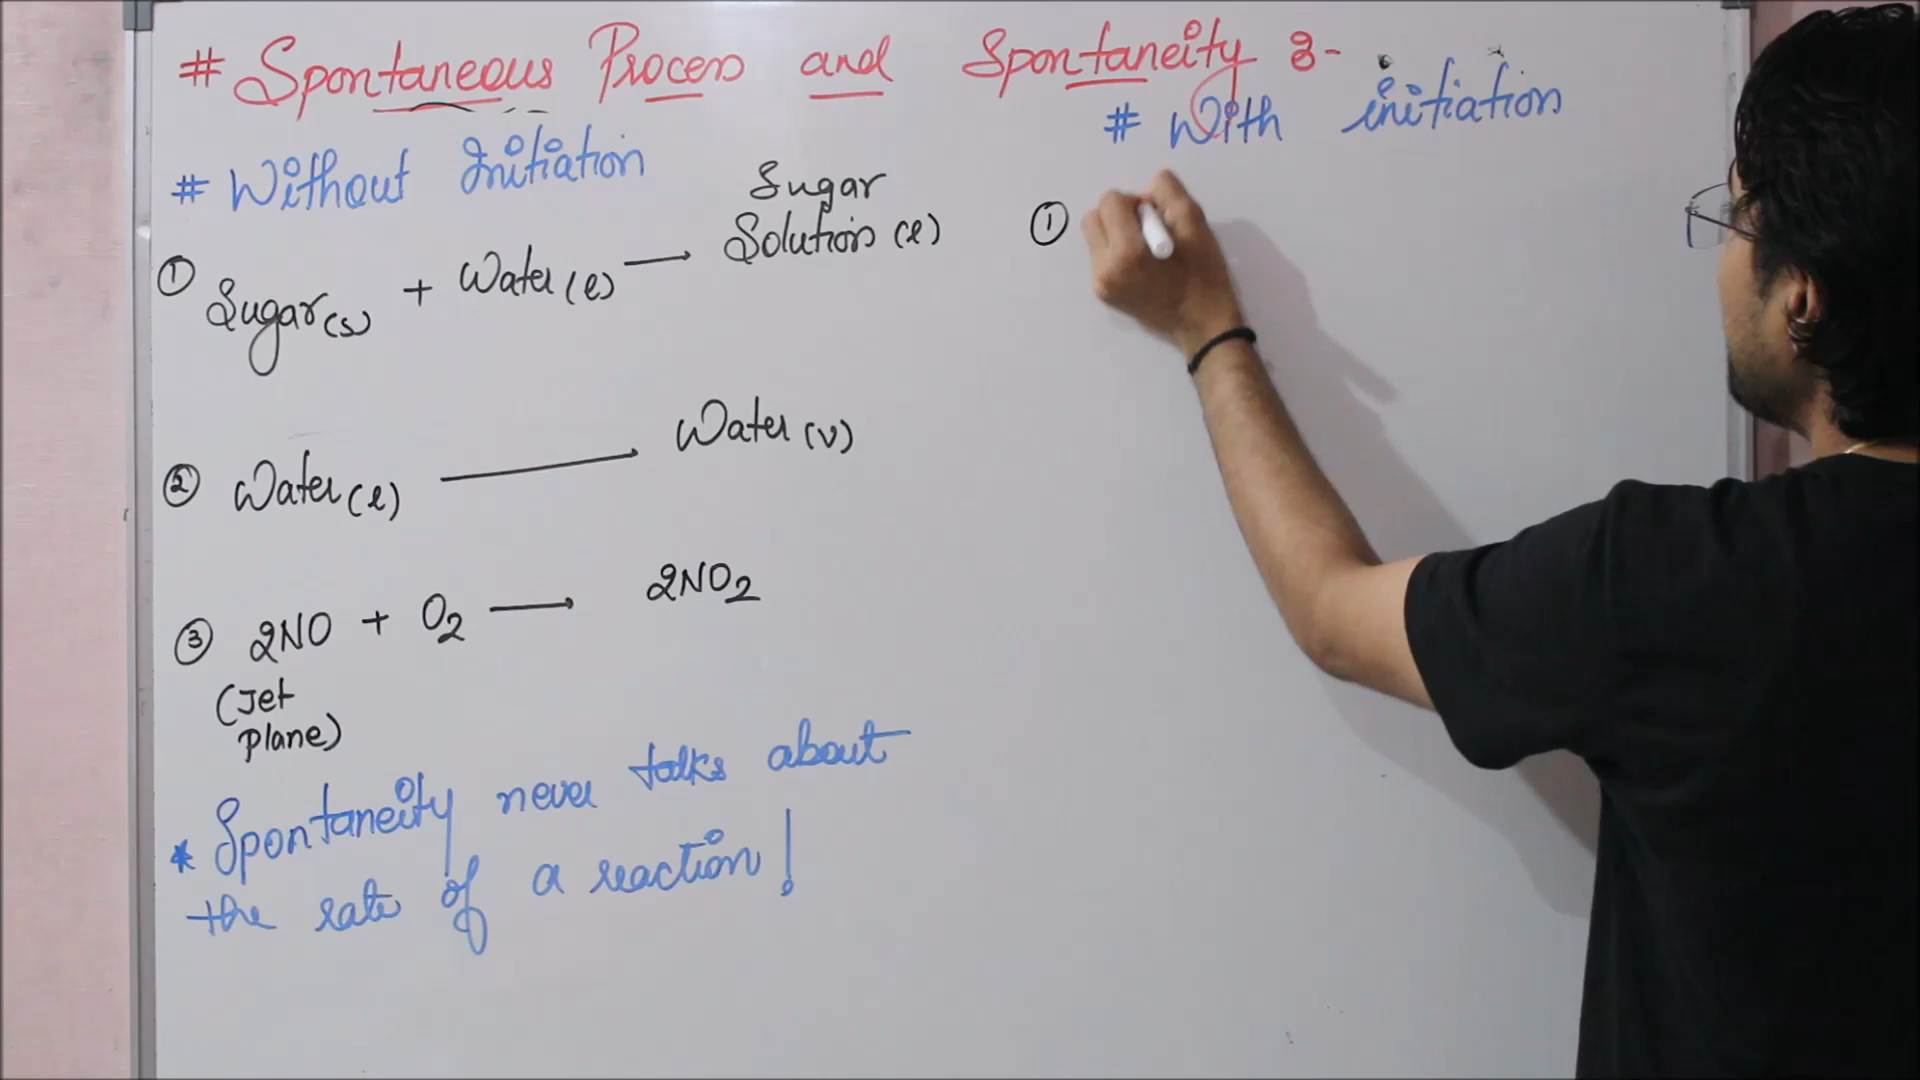 # Spontaneous Process and Spontaneity :-
# Without Initiation
① Sugar(s) + Water(l) → Sugar Solution (l)
② Water(l) → Water (v)
③ 2NO + O₂ → 2NO₂
(Jet
plane)
* Spontaneity never talks about
the rate of a reaction!
# With initiation
①